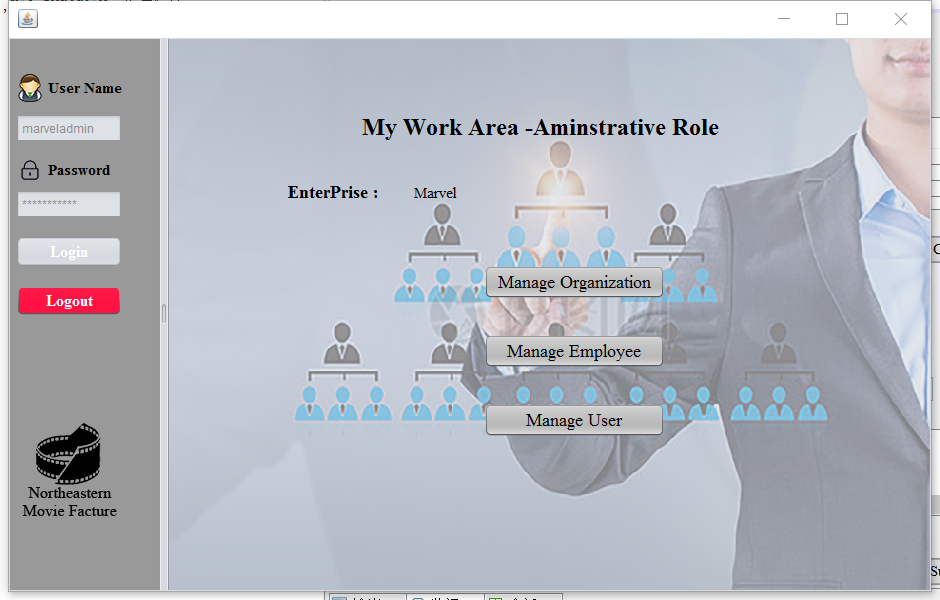 User Name
marveladmin
Password
***********
Login
Logout
Northeastern
Movie Facture
My Work Area -Aminstrative Role
EnterPrise :
Marvel
Manage Organization
Manage Employee
Manage User